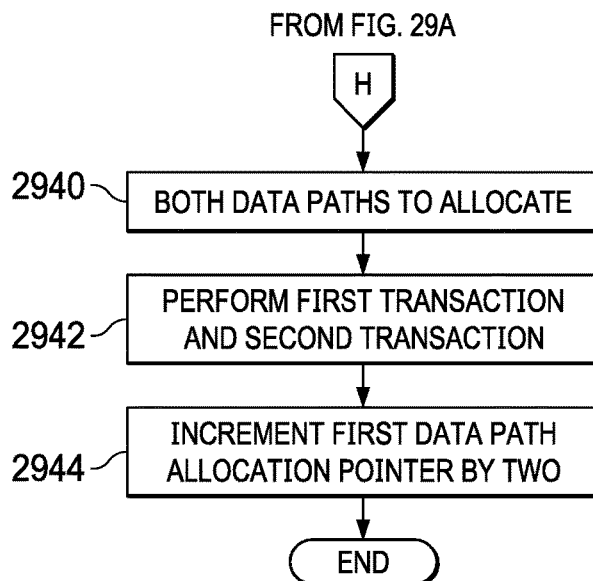 FROM FIG. 29A
H
2940
BOTH DATA PATHS TO ALLOCATE
2942
PERFORM FIRST TRANSACTION
AND SECOND TRANSACTION
2944
INCREMENT FIRST DATA PATH
ALLOCATION POINTER BY TWO
END